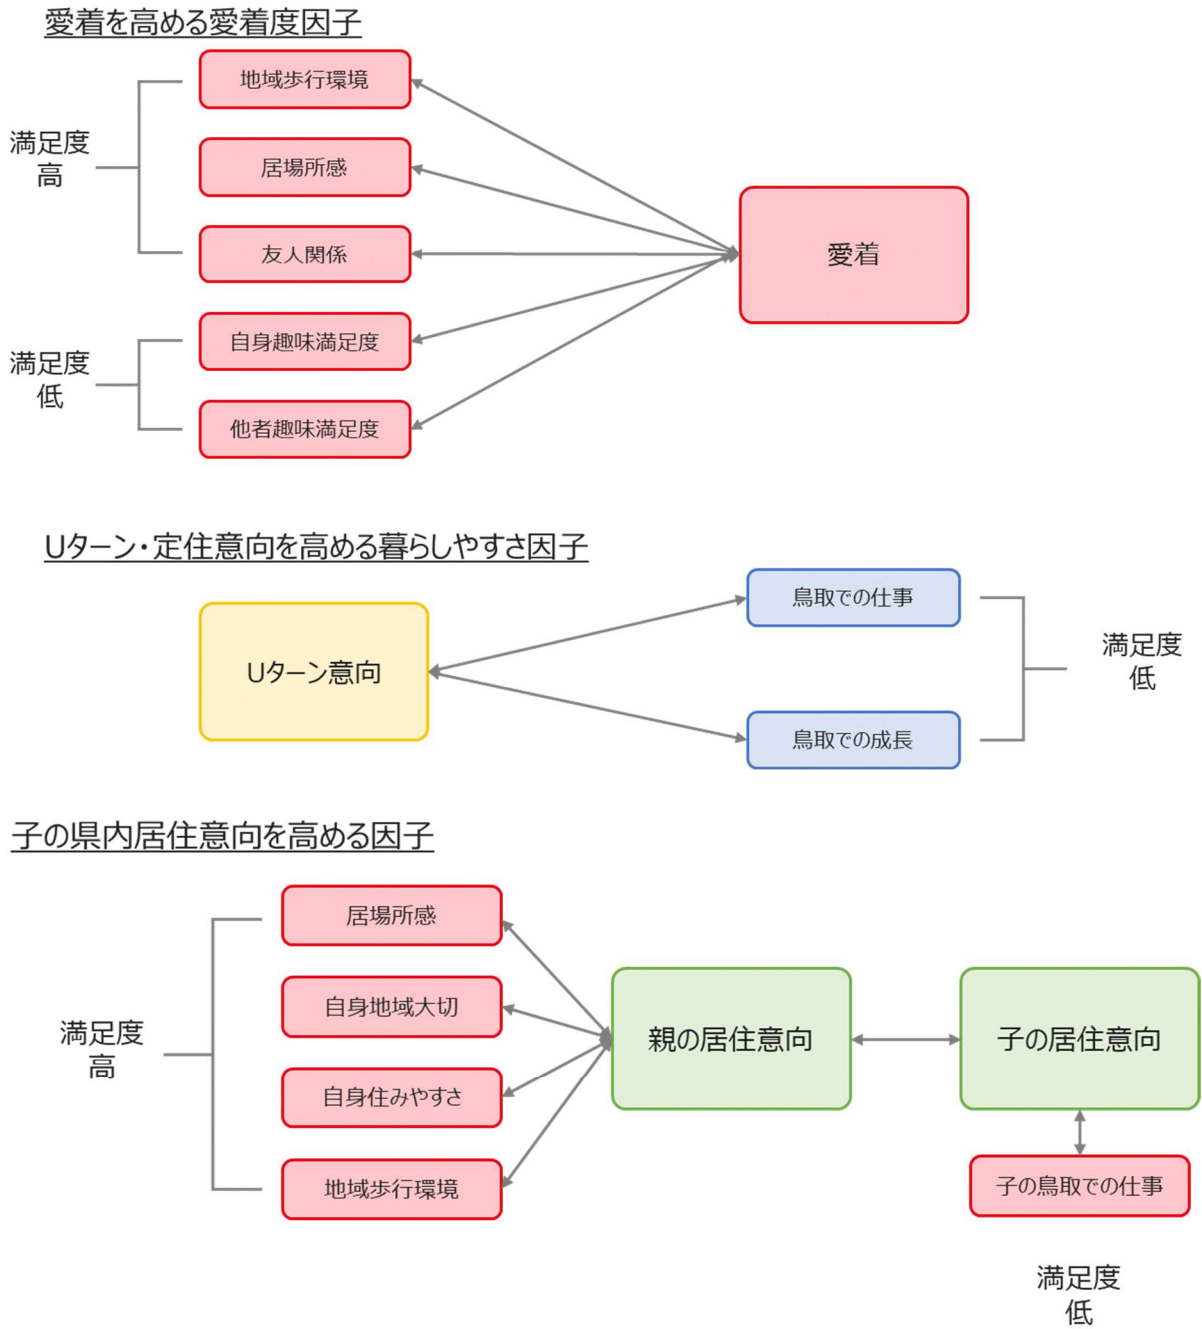 愛着を高める愛着度因子
地域歩行環境
満足度
高
居場所感
友人関係
愛着
自身趣味満足度
満足度
低
他者趣味満足度
Uターン・定住意向を高める暮らしやすさ因子
鳥取での仕事
Uターン意向
満足度
低
鳥取での成長
子の県内居住意向を高める因子
居場所感
自身地域大切
満足度
高
自身住みやすさ
地域歩行環境
親の居住意向
子の居住意向
子の鳥取での仕事
満足度
低